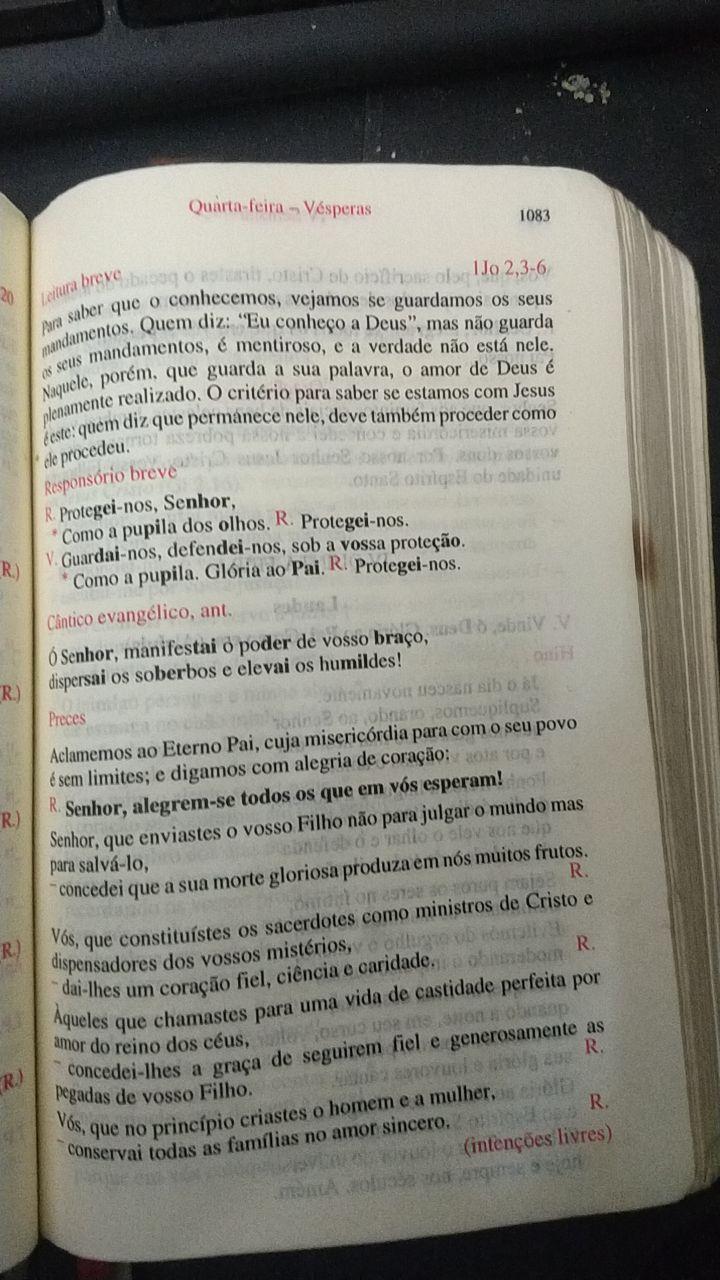 Quarta-feira – Vésperas 1083
Leitura breve 1Jo 2,3-6
Para saber que o conhecemos, vejamos se guardamos os seus
mandamentos. Quem diz: “Eu conheço a Deus”, mas não guarda
os seus mandamentos, é mentiroso, e a verdade não está nele.
Naquele, porém, que guarda a sua palavra, o amor de Deus é
plenamente realizado. O critério para saber se estamos com Jesus
é este: quem diz que permanece nele, deve também proceder como
ele procedeu.
Responsório breve
R. Protegei-nos, Senhor,
* Como a pupila dos olhos. R. Protegei-nos.
V. Guardai-nos, defendei-nos, sob a vossa proteção.
* Como a pupila. Glória ao Pai. R. Protegei-nos.
Cântico evangélico, ant.
Ó Senhor, manifestai o poder de vosso braço,
dispersai os soberbos e elevai os humildes!
Preces
Aclamemos ao Eterno Pai, cuja misericórdia para com o seu povo
é sem limites; e digamos com alegria de coração:
R. Senhor, alegrem-se todos os que em vós esperam!
Senhor, que enviastes o vosso Filho não para julgar o mundo mas
para salvá-lo,
– concedei que a sua morte gloriosa produza em nós muitos frutos.
R.
Vós, que constituístes os sacerdotes como ministros de Cristo e
dispensadores dos vossos mistérios,
– dai-lhes um coração fiel, ciência e caridade. R.
Àqueles que chamastes para uma vida de castidade perfeita por
amor do reino dos céus,
– concedei-lhes a graça de seguirem fiel e generosamente as
pegadas de vosso Filho. R.
Vós, que no princípio criastes o homem e a mulher,
– conservai todas as famílias no amor sincero. R.
(intenções livres)
20
(R.)
(R.)
(R.)
(R.)
(R.)